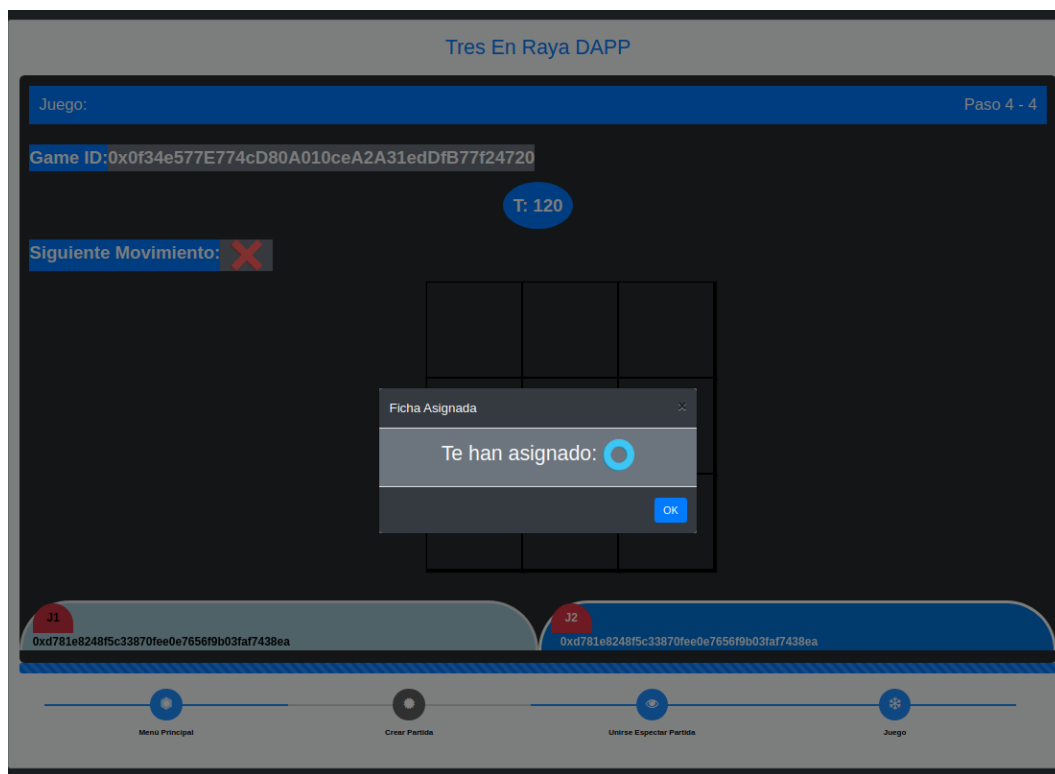 Tres En Raya DAPP
Juego: Paso 4 - 4
Game ID:0x0f34e577E774cD80A010ceA2A31edDfB77f24720
T: 120
Siguiente Movimiento:
Ficha Asignada ×
Te han asignado:
OK
J1
0xd781e8248f5c33870fee0e7656f9b03faf7438ea
J2
0xd781e8248f5c33870fee0e7656f9b03faf7438ea
Menú Principal
Crear Partida
Unirse Espectar Partida
Juego